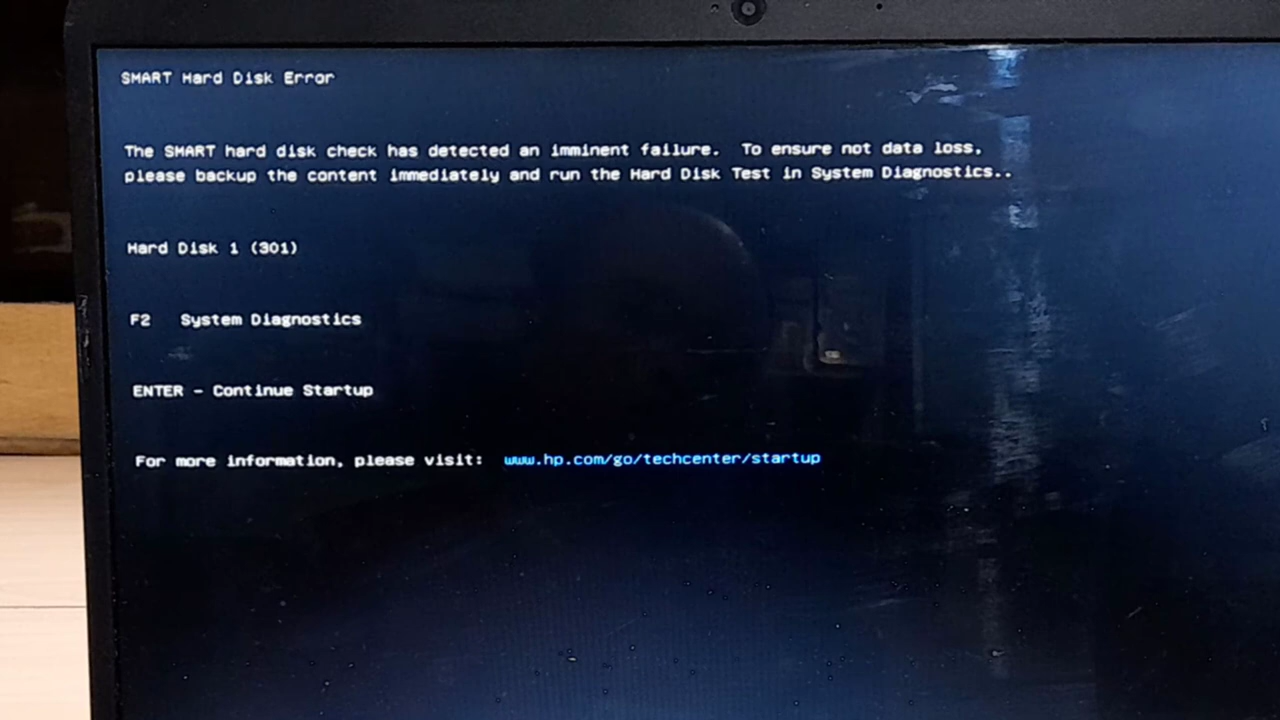 SMART Hard Disk Error
The SMART hard disk check has detected an imminent failure. To ensure not data loss,
please backup the content immediately and run the Hard Disk Test in System Diagnostics..
Hard Disk 1 (301)
F2 System Diagnostics
ENTER - Continue Startup
For more information, please visit: www.hp.com/go/techcenter/startup